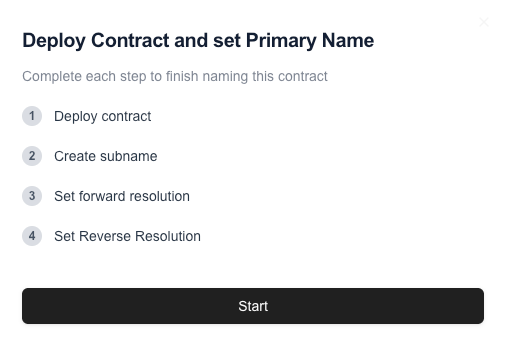 Deploy Contract and set Primary Name
Complete each step to finish naming this contract
1 Deploy contract
2 Create subname
3 Set forward resolution
4 Set Reverse Resolution
Start